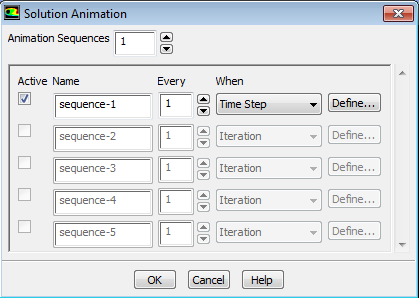 Solution Animation
Animation Sequences 1
Active Name Every When
sequence-1 1 Time Step Define...
sequence-2 1 Iteration Define...
sequence-3 1 Iteration Define...
sequence-4 1 Iteration Define...
sequence-5 1 Iteration Define...
OK Cancel Help